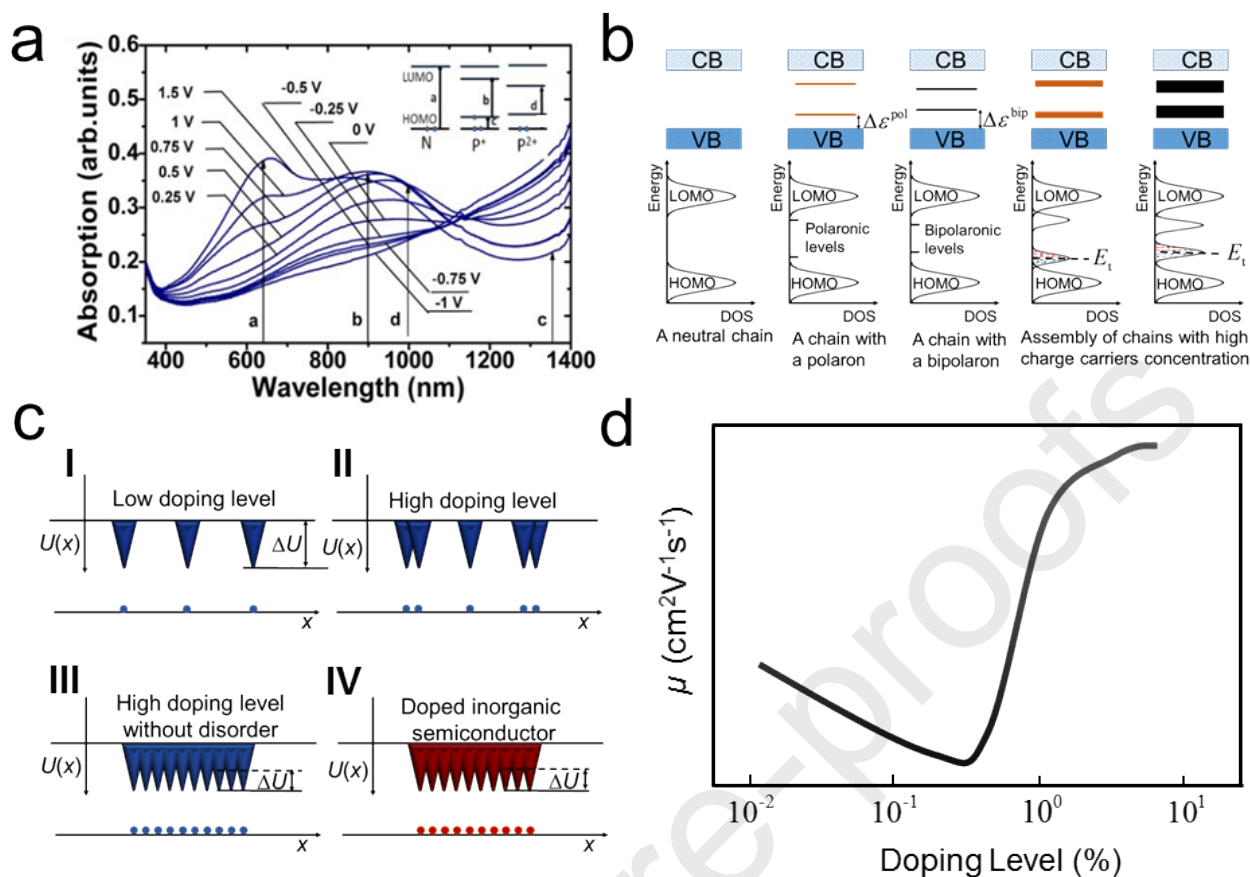 a
0.6
0.5
0.4
0.3
0.2
0.1
Absorption (arb.units)
1.5 V
1 V
0.75 V
0.5 V
0.25 V
-0.5 V
-0.25 V
0 V
-0.75 V
-1 V
LUMO
HOMO
a
b
c
d
N
P+
P2+
a
b
d
c
400
600
800
1000
1200
1400
Wavelength (nm)
b
CB
CB
CB
CB
CB
Δε^pol
Δε^bip
VB
VB
VB
VB
VB
Energy
Energy
Energy
Energy
Energy
LOMO
LOMO
LOMO
LOMO
LOMO
Polaronic
levels
Bipolaronic
levels
Et
Et
HOMO
HOMO
HOMO
HOMO
HOMO
DOS
DOS
DOS
DOS
DOS
A neutral chain
A chain with
a polaron
A chain with
a bipolaron
Assembly of chains with high
charge carriers concentration
c
I
Low doping level
U(x)
ΔU
x
II
High doping level
U(x)
x
III
High doping level
without disorder
U(x)
ΔU
x
IV
Doped inorganic
semiconductor
U(x)
ΔU
x
d
μ (cm²V⁻¹s⁻¹)
10⁻²
10⁻¹
10⁰
10¹
Doping Level (%)
re-proofs